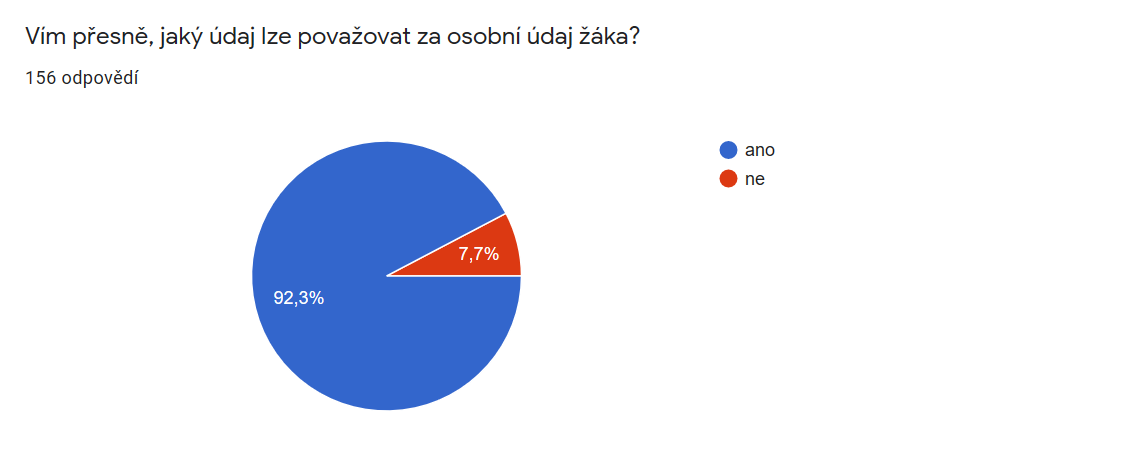 Vím přesně, jaký údaj lze považovat za osobní údaj žáka?
156 odpovědí
ano
ne
7,7%
92,3%